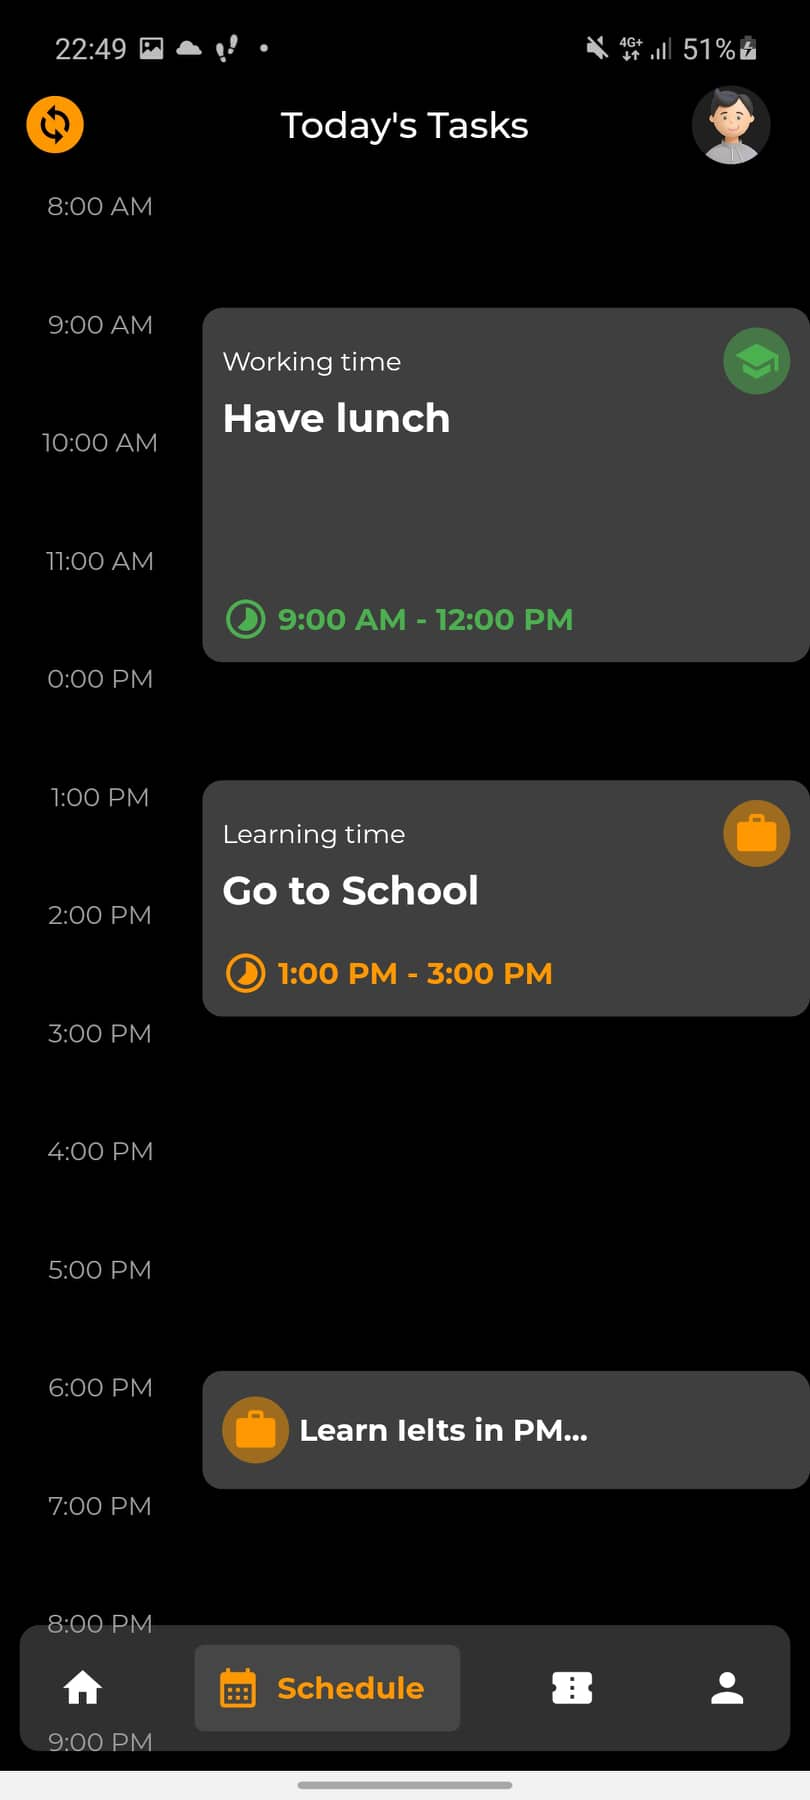 22:49
4G+
51%
Today's Tasks
8:00 AM
9:00 AM
Working time
Have lunch
10:00 AM
11:00 AM
9:00 AM - 12:00 PM
0:00 PM
1:00 PM
Learning time
Go to School
2:00 PM
1:00 PM - 3:00 PM
3:00 PM
4:00 PM
5:00 PM
6:00 PM
Learn Ielts in PM...
7:00 PM
8:00 PM
Schedule
9:00 PM